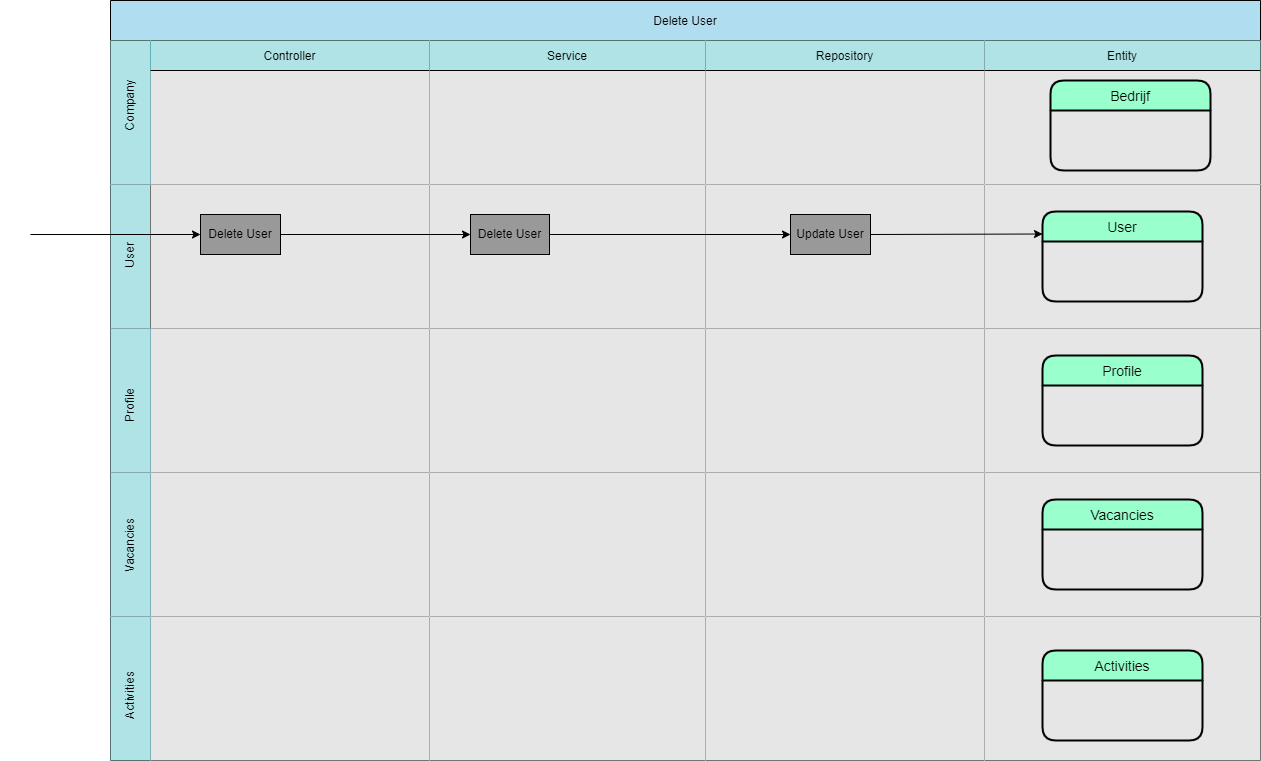 Delete User
Controller
Service
Repository
Entity
Company
Bedrijf
User
Delete User
Delete User
Update User
User
Profile
Profile
Vacancies
Vacancies
Activities
Activities